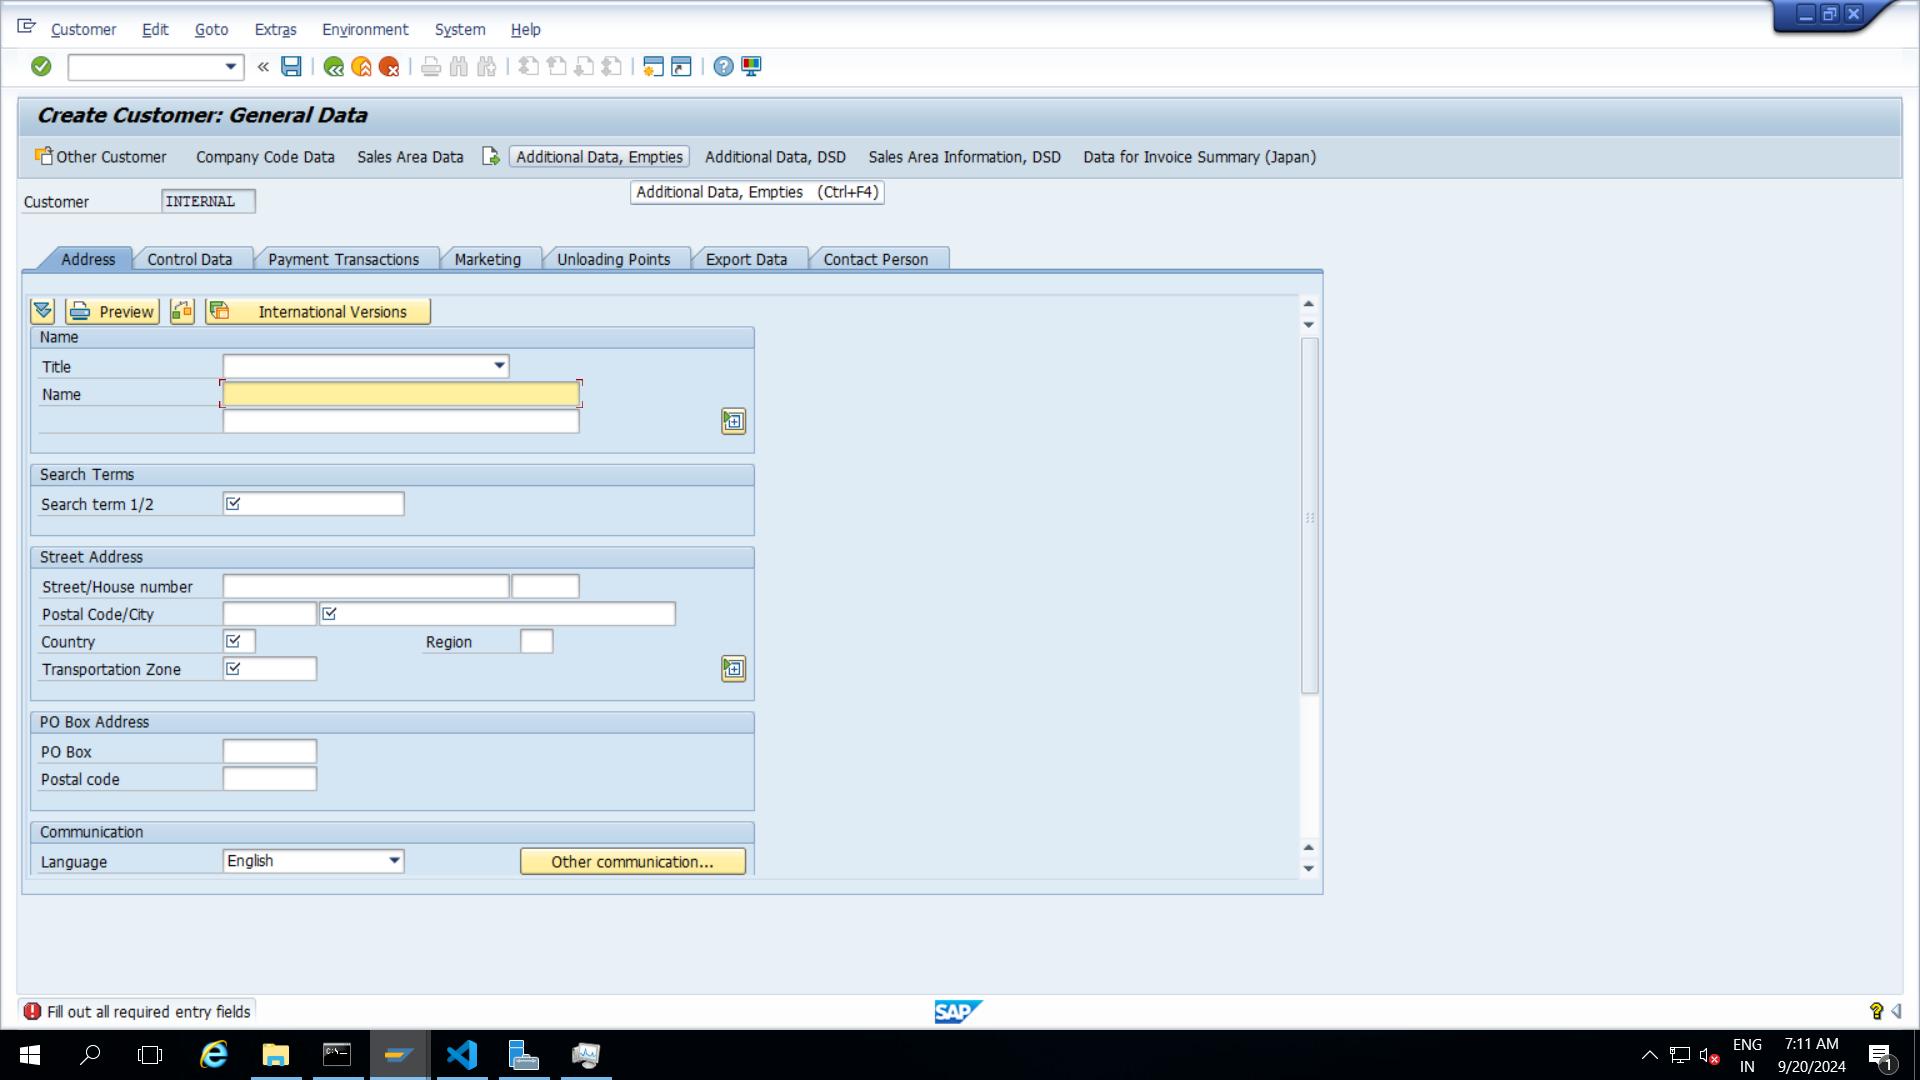 Customer Edit Goto Extras Environment System Help
Create Customer: General Data
Other Customer Company Code Data Sales Area Data Additional Data, Empties Additional Data, DSD Sales Area Information, DSD Data for Invoice Summary (Japan)
Additional Data, Empties (Ctrl+F4)
Customer INTERNAL
Address Control Data Payment Transactions Marketing Unloading Points Export Data Contact Person
Preview International Versions
Name
Title
Name
Search Terms
Search term 1/2
Street Address
Street/House number
Postal Code/City
Country Region
Transportation Zone
PO Box Address
PO Box
Postal code
Communication
Language English Other communication...
Fill out all required entry fields
SAP
ENG 7:11 AM
IN 9/20/2024 1